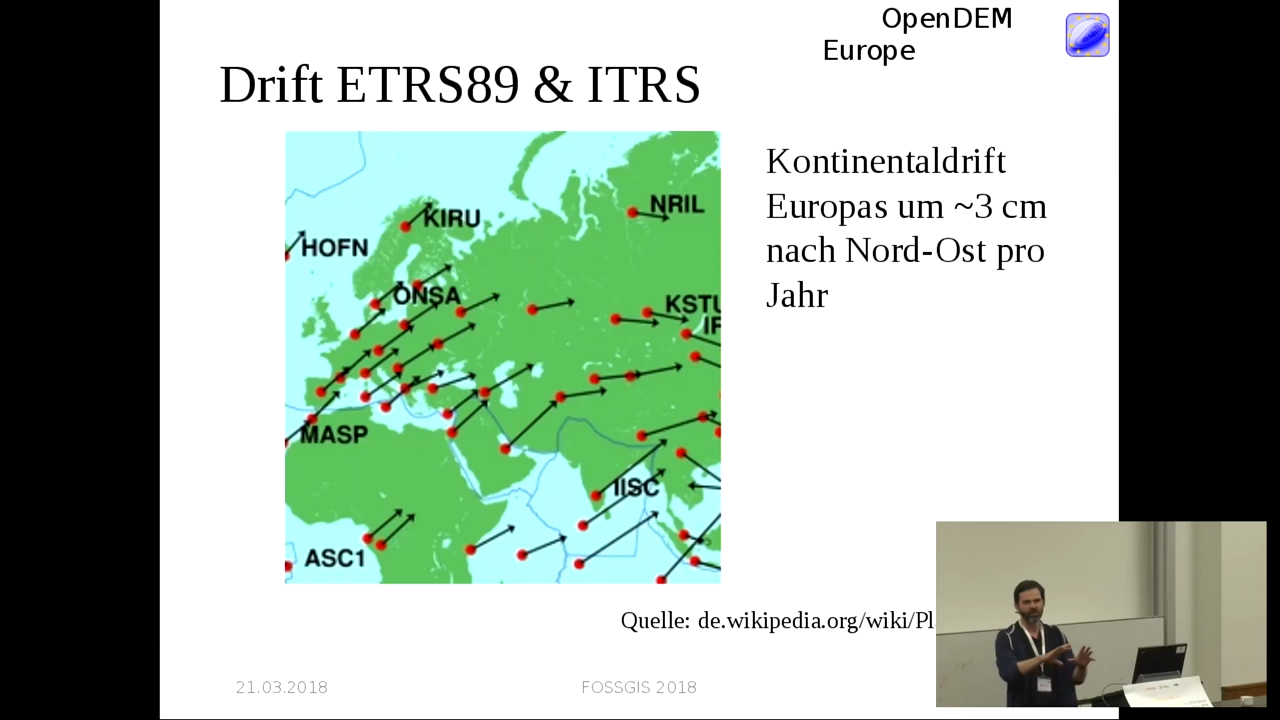 OpenDEM
Europe
Drift ETRS89 & ITRS
Kontinentaldrift
Europas um ~3 cm
nach Nord-Ost pro
Jahr
NRIL
KIRU
HOFN
ONSA
KSTU
MASP
IISC
ASC1
Quelle: de.wikipedia.org/wiki/Pl
21.03.2018
FOSSGIS 2018